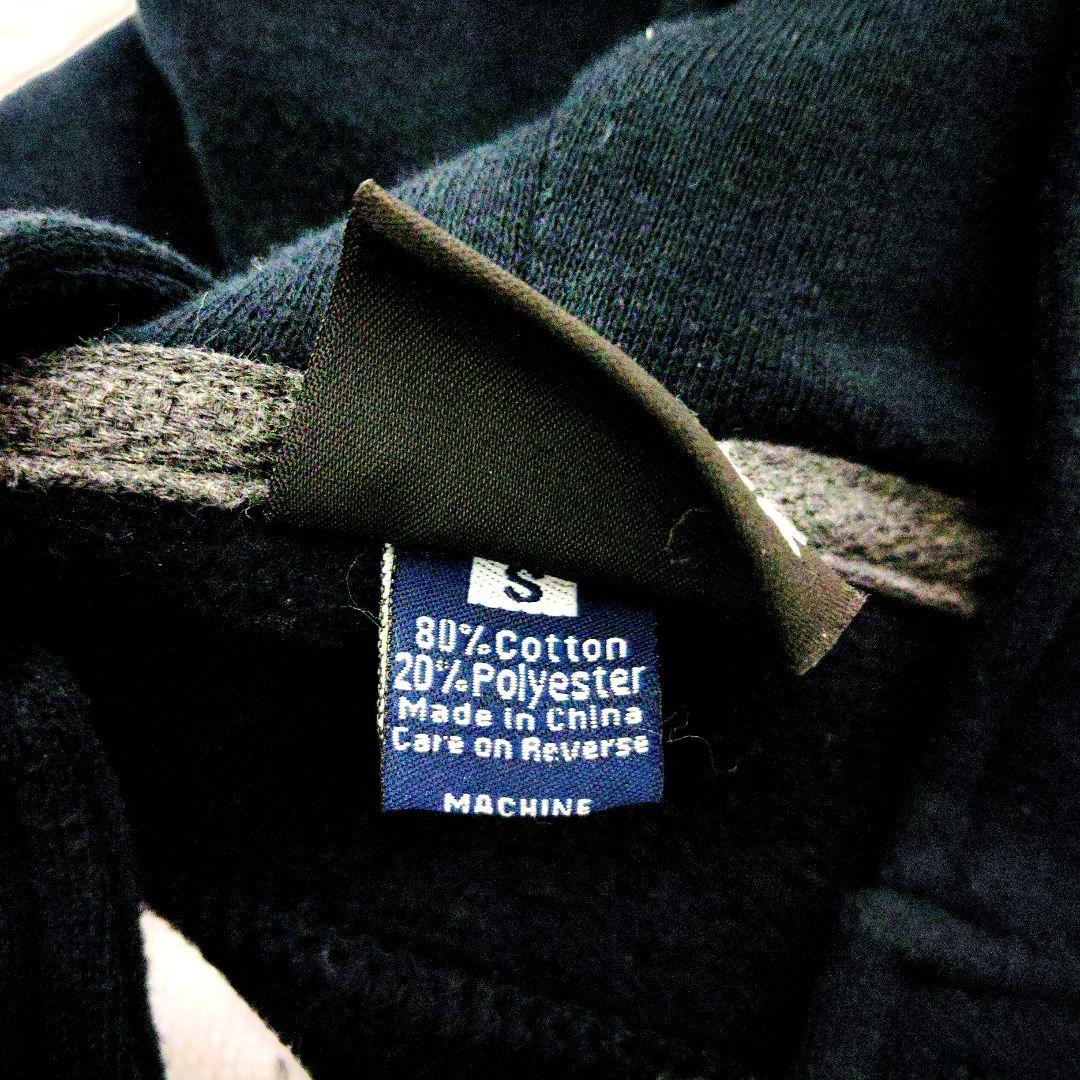 S
80% Cotton
20% Polyester
Made in China
Care on Reverse
MACHINE